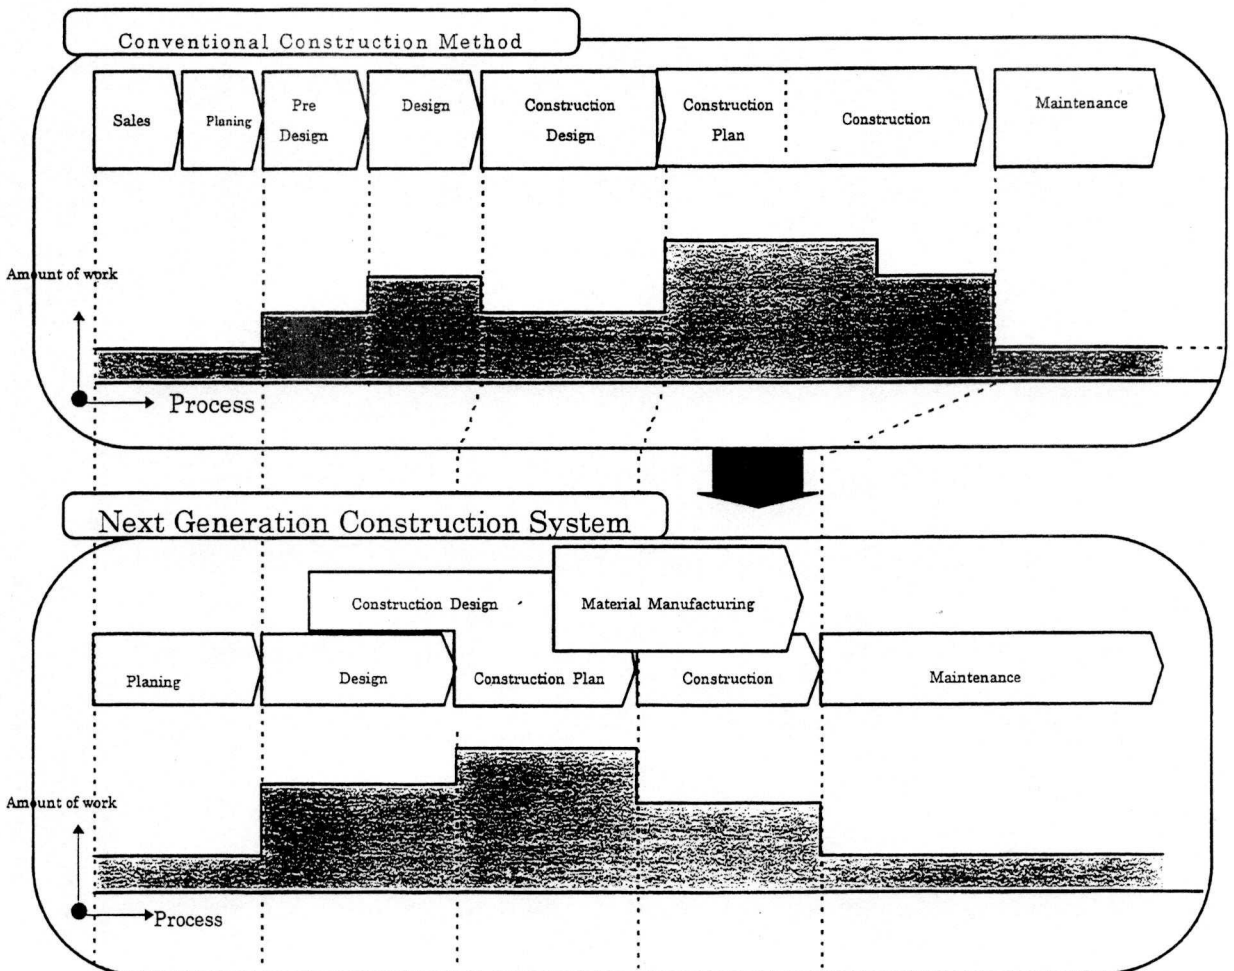 Conventional Construction Method
Sales
Planing
Pre
Design
Design
Construction
Design
Construction
Plan
Construction
Maintenance
Amount of work
Process
Next Generation Construction System
Construction Design
Material Manufacturing
Planing
Design
Construction Plan
Construction
Maintenance
Amount of work
Process